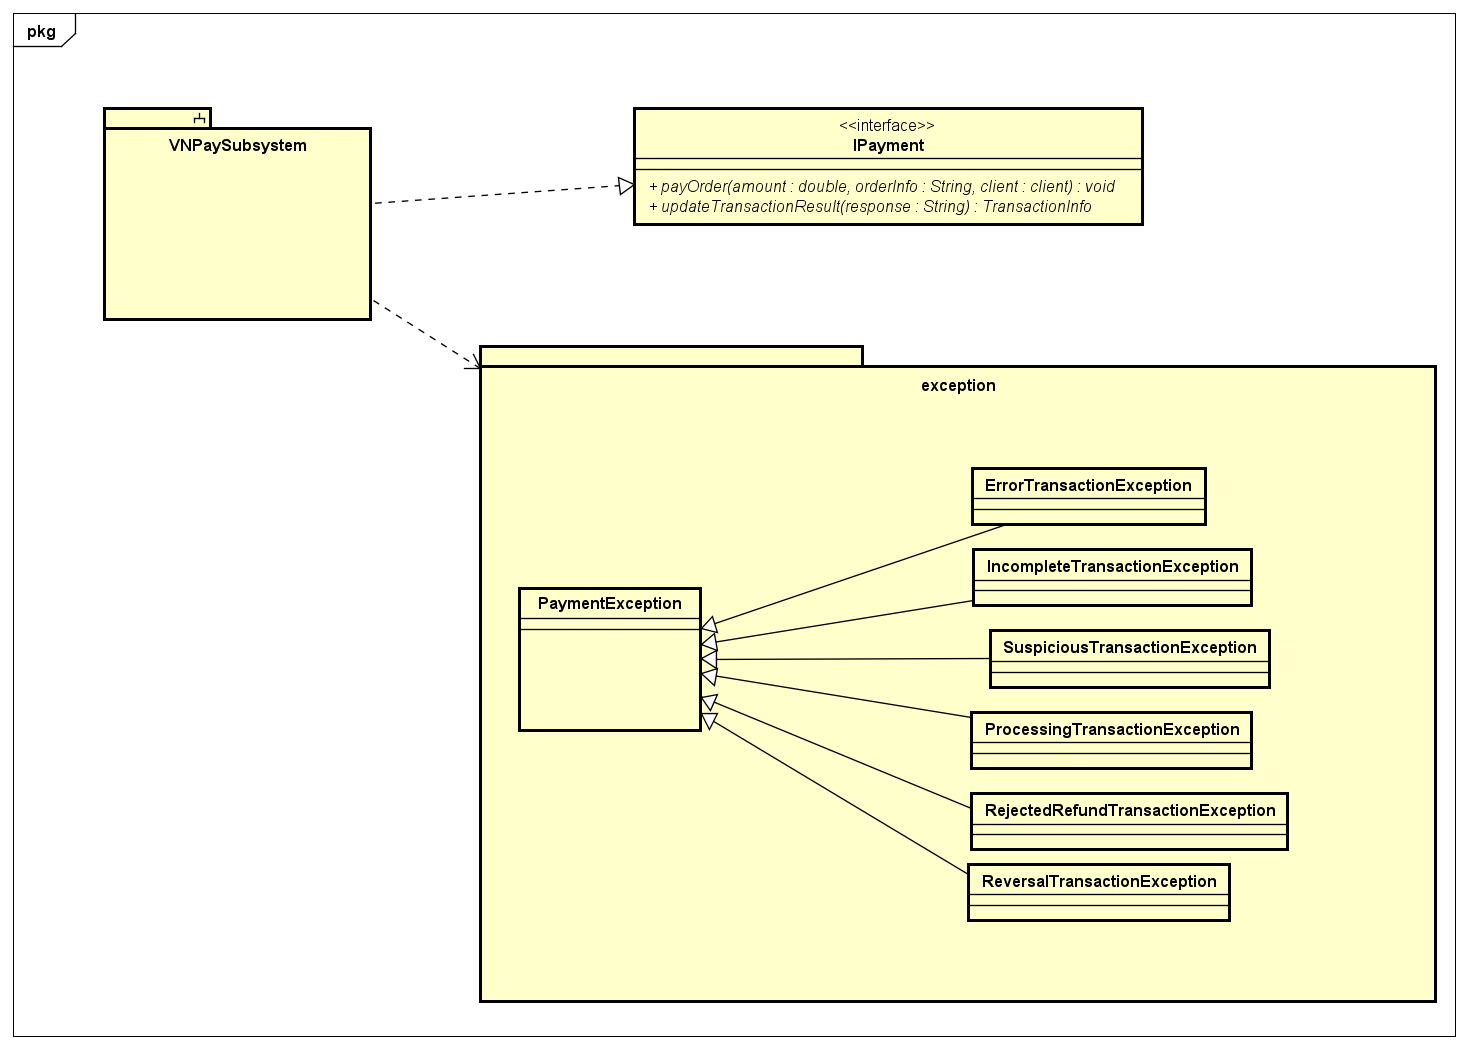 pkg
VNPaySubsystem
<<interface>>
IPayment
+ payOrder(amount : double, orderInfo : String, client : client) : void
+ updateTransactionResult(response : String) : TransactionInfo
exception
ErrorTransactionException
IncompleteTransactionException
PaymentException
SuspiciousTransactionException
ProcessingTransactionException
RejectedRefundTransactionException
ReversalTransactionException